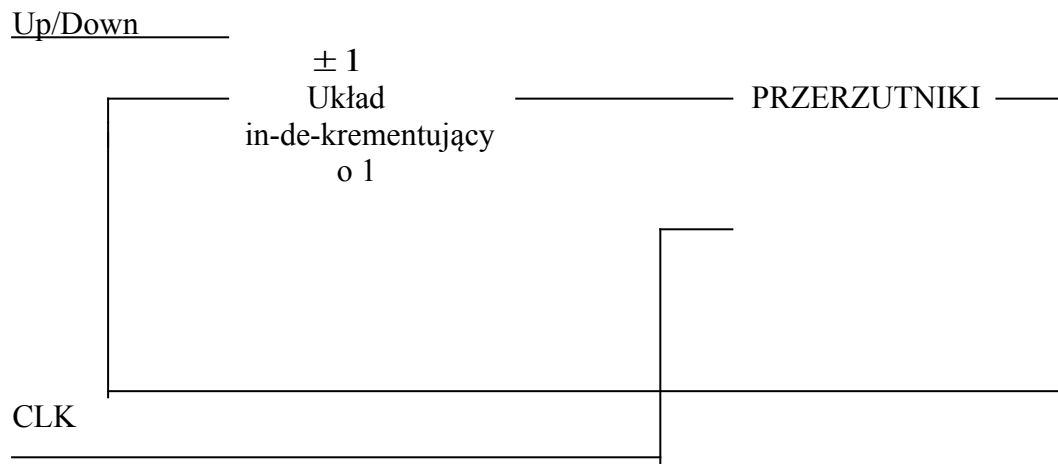 Up/Down
± 1
Układ
in-de-krementujący
o 1
PRZERZUTNIKI
CLK